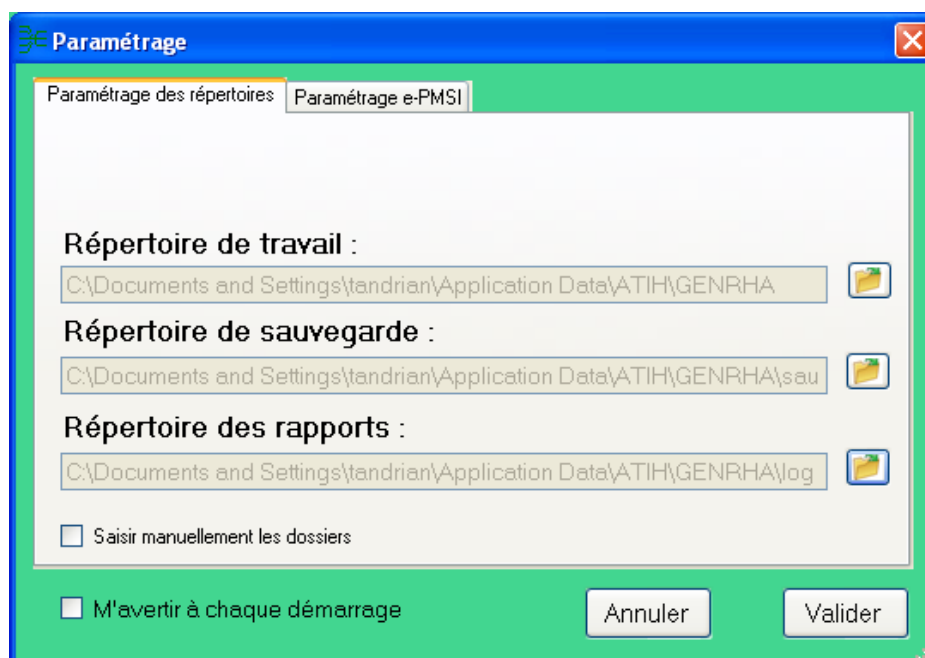 Paramétrage
Paramétrage des répertoires Paramétrage e-PMSI
Répertoire de travail :
C:\Documents and Settings\tandrian\Application Data\ATIH\GENRHA
Répertoire de sauvegarde :
C:\Documents and Settings\tandrian\Application Data\ATIH\GENRHA\sau
Répertoire des rapports :
C:\Documents and Settings\tandrian\Application Data\ATIH\GENRHA\log
Saisir manuellement les dossiers
M'avertir à chaque démarrage Annuler Valider